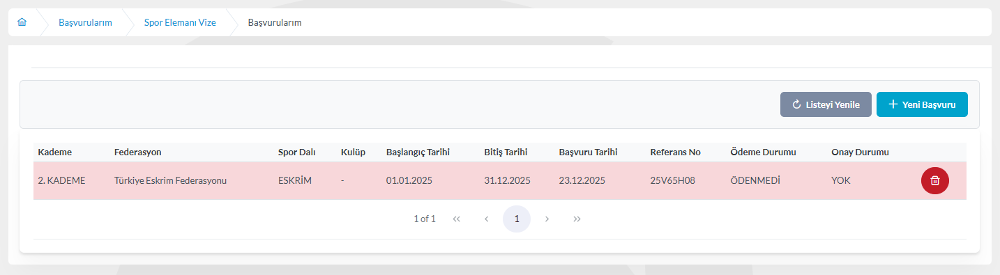 Başvurularım Spor Elemanı Vize Başvurularım
Listeyi Yenile Yeni Başvuru
Kademe Federasyon Spor Dalı Kulüp Başlangıç Tarihi Bitiş Tarihi Başvuru Tarihi Referans No Ödeme Durumu Onay Durumu
2. KADEME Türkiye Eskrim Federasyonu ESKRİM - 01.01.2025 31.12.2025 23.12.2025 25V65H08 ÖDENMEDİ YOK
1 of 1 1